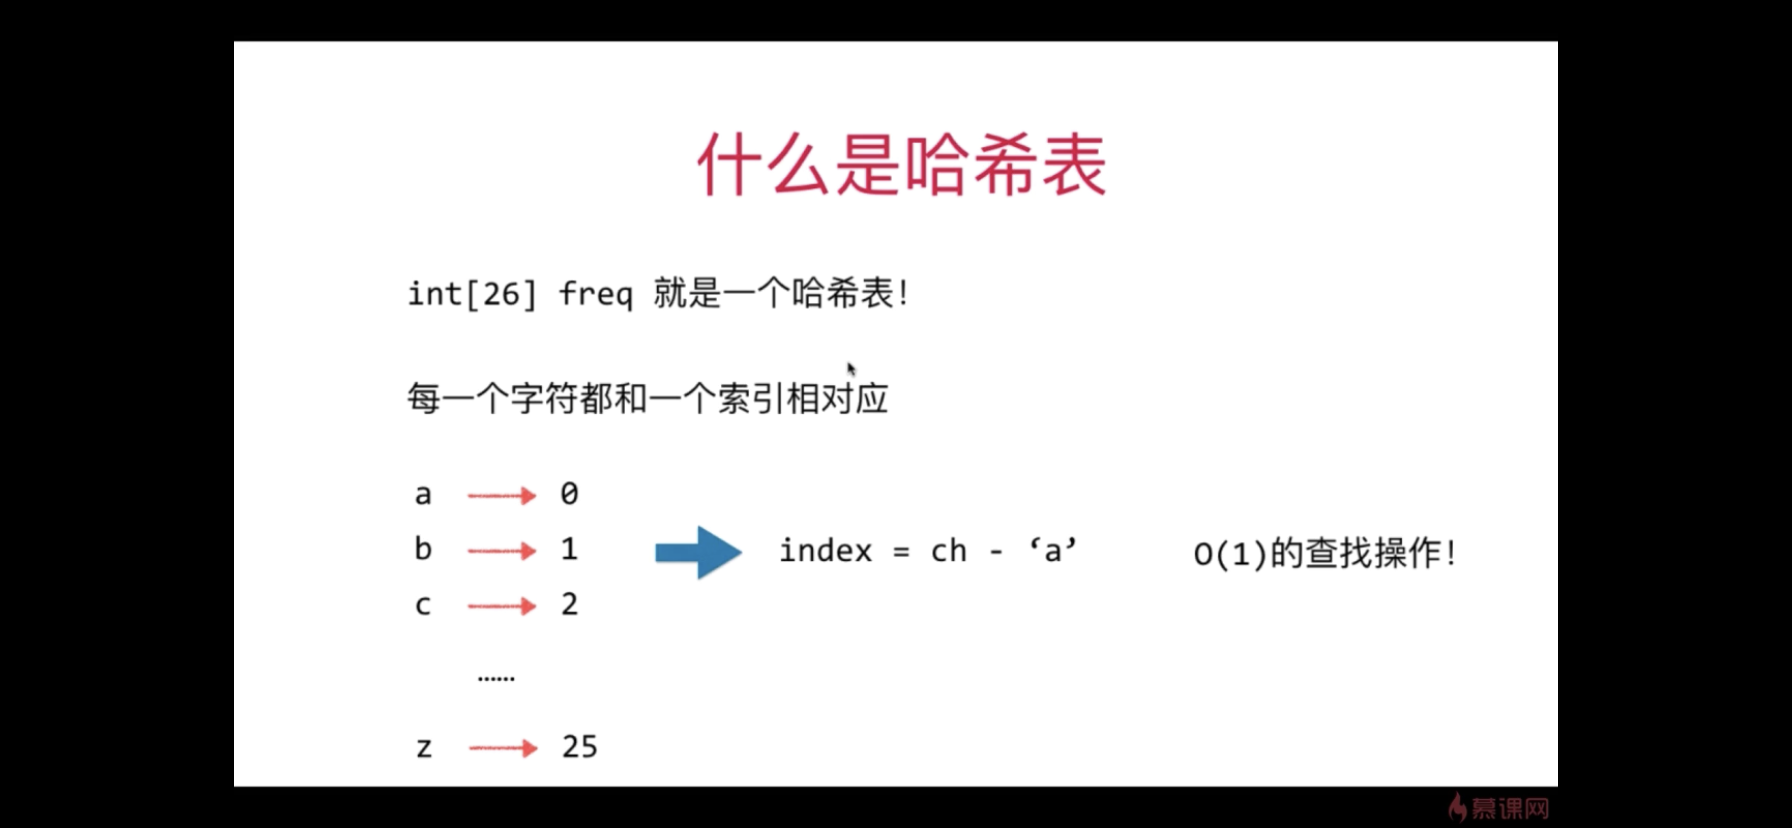 什么是哈希表
int[26] freq 就是一个哈希表!
每一个字符都和一个索引相对应
a 0
b 1
c 2
index = ch - ‘a’
O(1)的查找操作!
……
z 25
慕课网